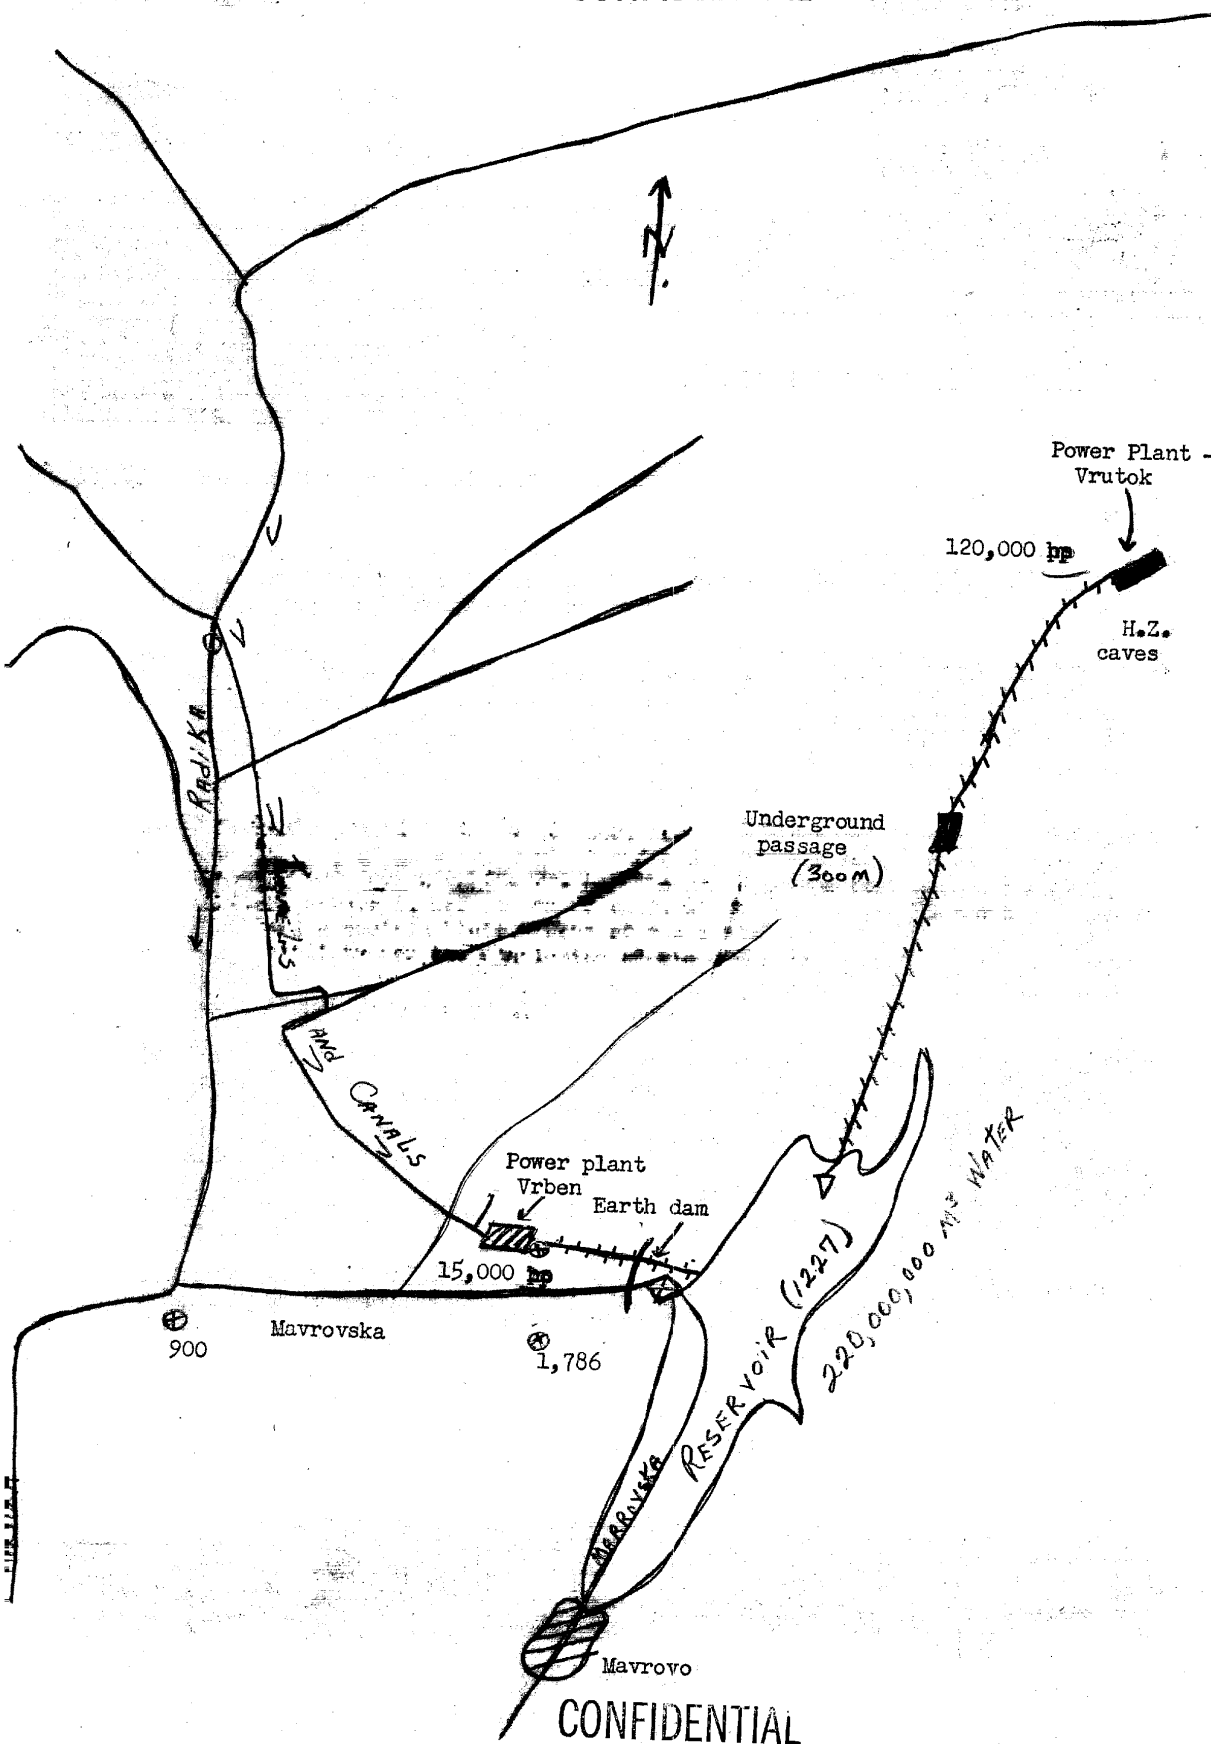 N.
Power Plant -
Vrutok
120,000 hp
H.Z.
caves
RADIKA
Underground
passage
(300 M)
AND
CANALS
Power plant
Vrben
Earth dam
15,000 hp
Mavrovska
900
1,786
RESERVOIR (1227)
220,000,000 M³ WATER
MARROVSKA
Mavrovo
CONFIDENTIAL